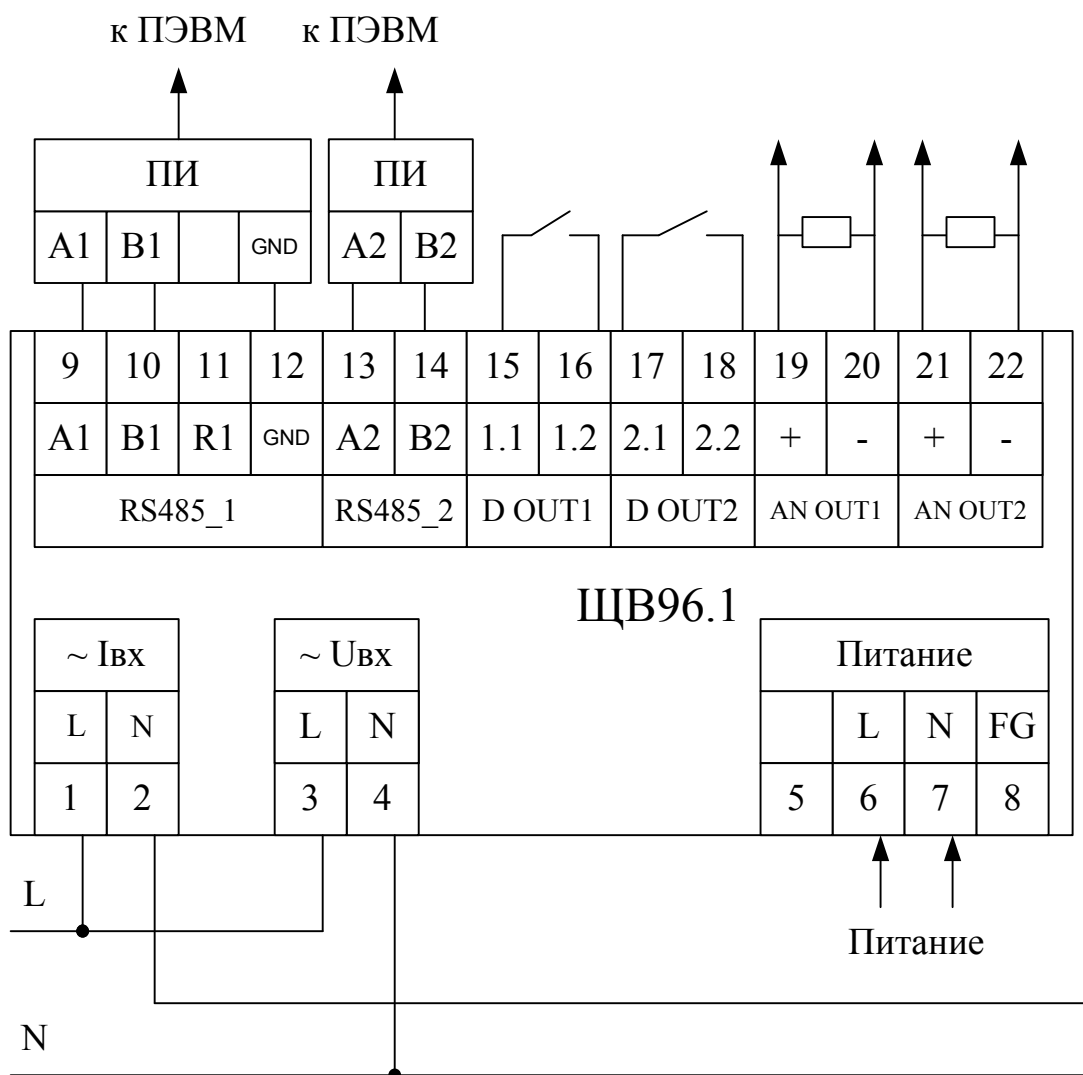 к ПЭВМ к ПЭВМ
ПИ ПИ
A1 B1 GND A2 B2
9 10 11 12 13 14 15 16 17 18 19 20 21 22
A1 B1 R1 GND A2 B2 1.1 1.2 2.1 2.2 + - + -
RS485_1 RS485_2 D OUT1 D OUT2 AN OUT1 AN OUT2
ЩВ96.1
~ Iвх ~ Uвх Питание
L N L N L N FG
1 2 3 4 5 6 7 8
L
Питание
N